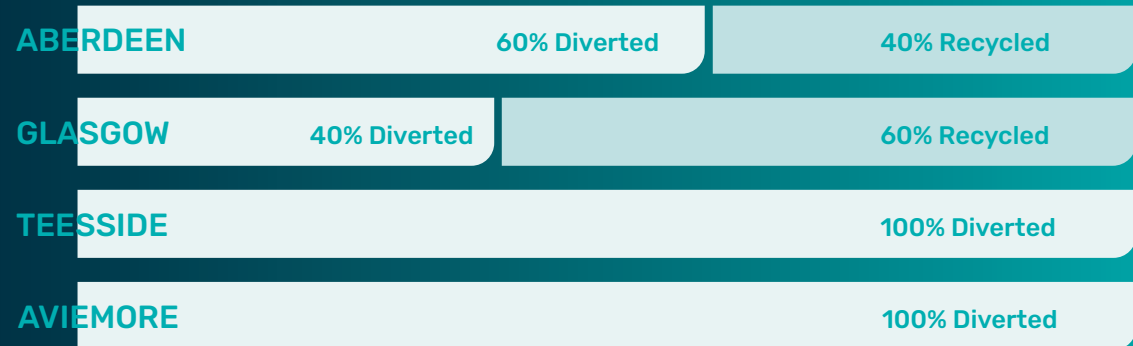 ABERDEEN 60% Diverted 40% Recycled
GLASGOW 40% Diverted 60% Recycled
TEESSIDE 100% Diverted
AVIEMORE 100% Diverted